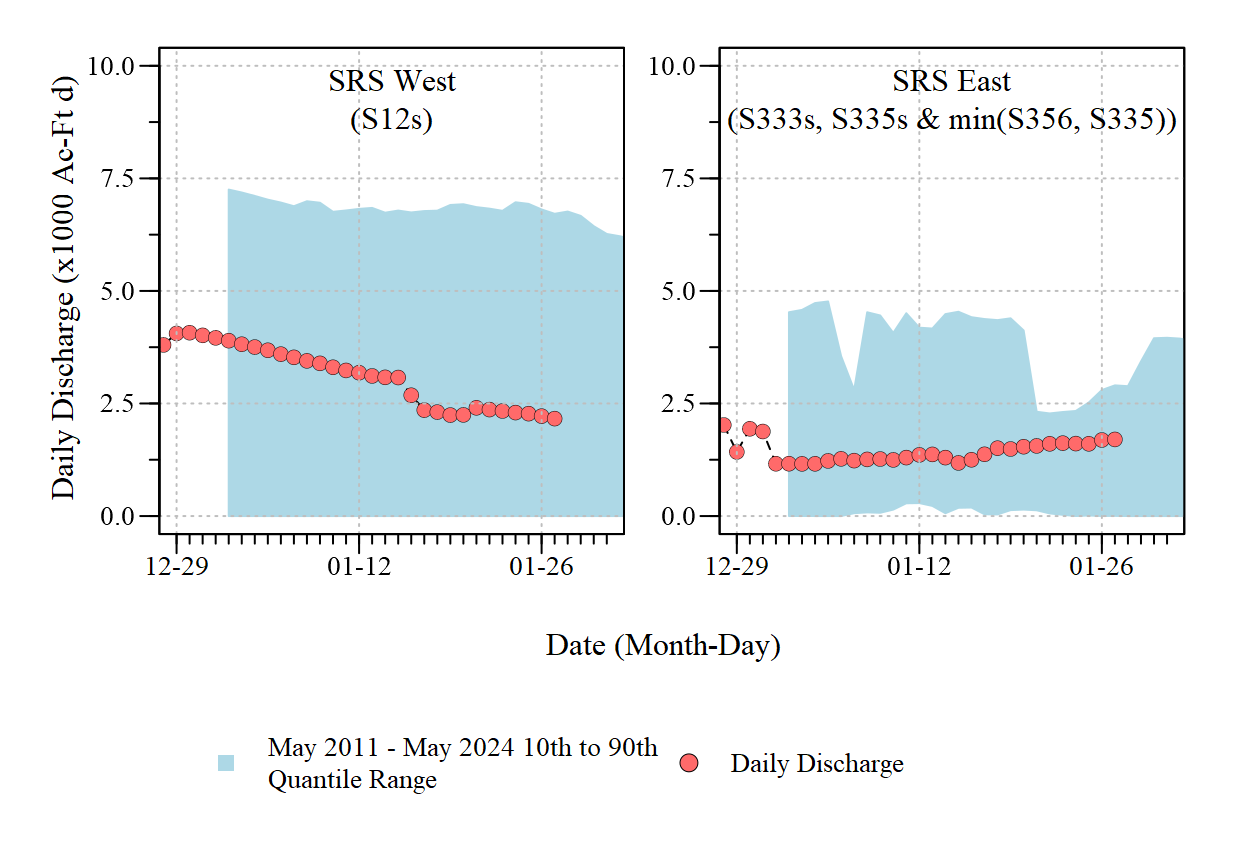 SRS West
(S12s)
Daily Discharge (x1000 Ac-Ft d)
10.0
7.5
5.0
2.5
0.0
12-29 01-12 01-26
SRS East
(S333s, S335s & min(S356, S335))
10.0
7.5
5.0
2.5
0.0
12-29 01-12 01-26
Date (Month-Day)
May 2011 - May 2024 10th to 90th
Quantile Range
Daily Discharge